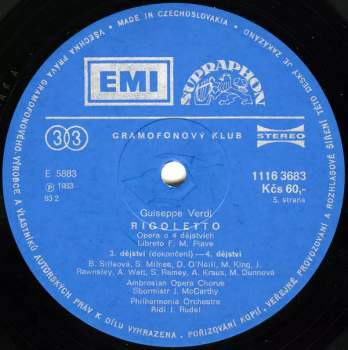 MADE IN CZECHOSLOVAKIA
VŠECHNA PRÁVA GRAMOFONOVÉHO VÝROBCE A VLASTNÍKŮ AUTORSKÝCH PRÁV K DÍLU VYHRAZENA. POŘIZOVÁNÍ KOPIÍ, VEŘEJNÉ PROVOZOVÁNÍ A ROZHLASOVÉ ŠÍŘENÍ TÉTO DESKY JE ZAKÁZÁNO
EMI
SUPRAPHON
33
GRAMOFONOVÝ KLUB
STEREO
E 5883
1116 3683
Ⓟ 1983
Kčs 60,-
83 2
5. strana
Guiseppe Verdi
RIGOLETTO
Opera o 4 dějstvích
Libreto F. M. Piave
3. dějství (dokončení) — 4. dějství
B. Sillsová, S. Milnes, D. O'Neill, M. King, J.
Rawnsley, A. Watt, S. Ramey, A. Kraus, M. Dunnová
Ambrosian Opera Chorus
Sbormistr J. McCarthy
Philharmonia Orchestra
Řídí J. Rudel